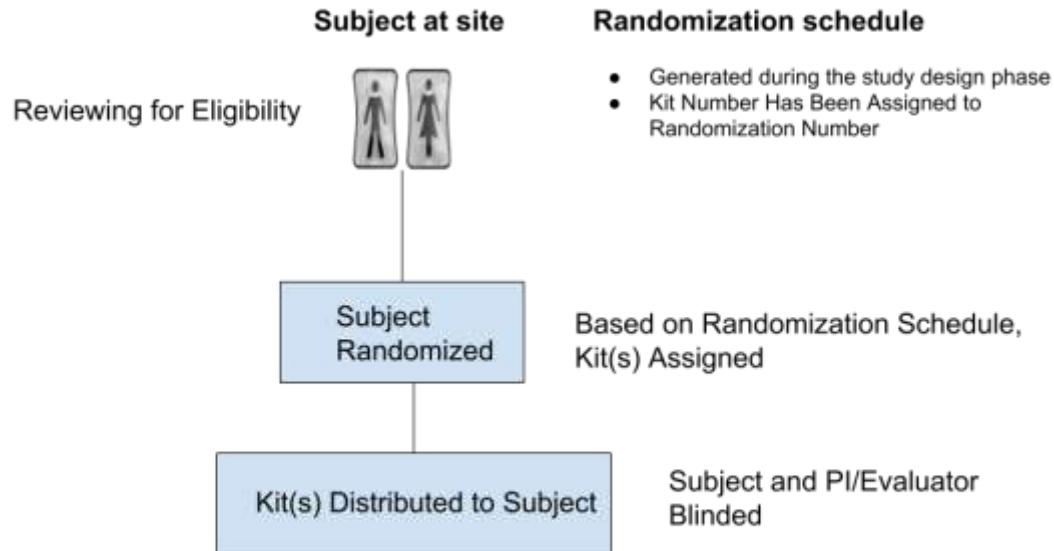 Subject at site
Randomization schedule
Reviewing for Eligibility
● Generated during the study design phase
● Kit Number Has Been Assigned to
Randomization Number
Subject
Randomized
Based on Randomization Schedule,
Kit(s) Assigned
Kit(s) Distributed to Subject
Subject and PI/Evaluator
Blinded